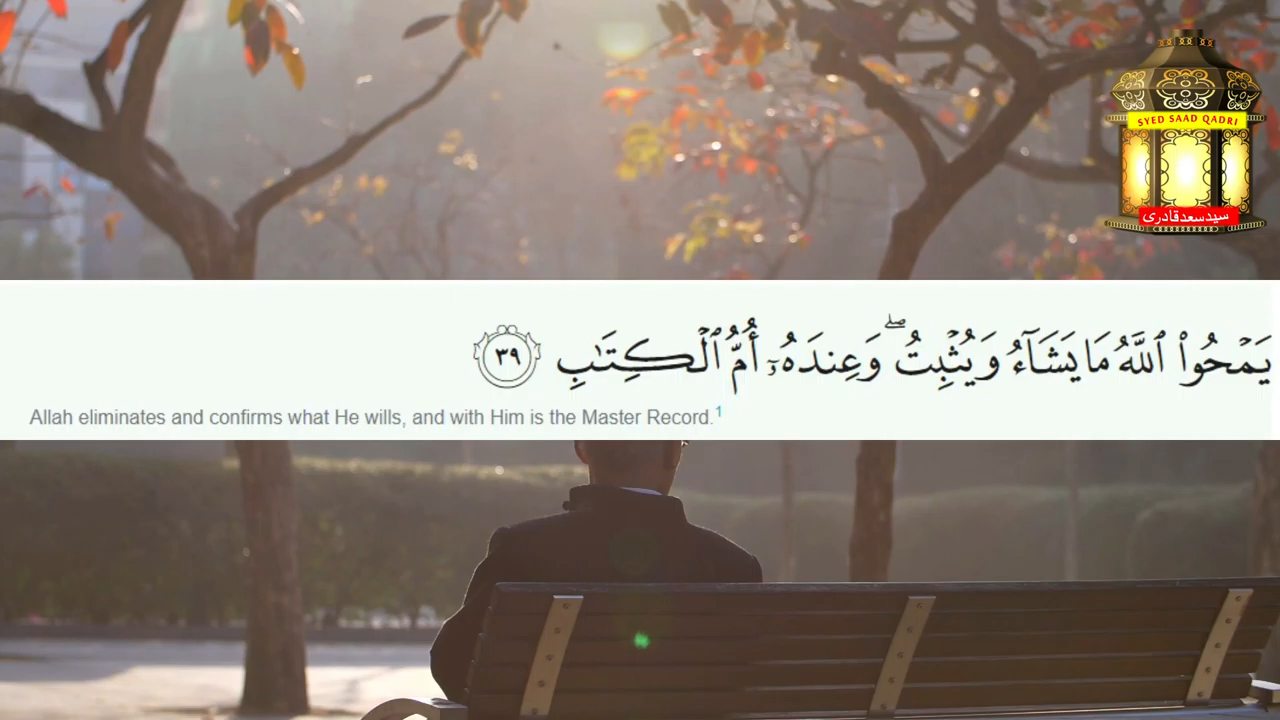 SYED SAAD QADRI
سیدسعدقادری
يَمْحُوا۟ ٱللَّهُ مَا يَشَآءُ وَيُثْبِتُ ۖ وَعِندَهُۥٓ أُمُّ ٱلْكِتَـٰبِ ٣٩
Allah eliminates and confirms what He wills, and with Him is the Master Record.1